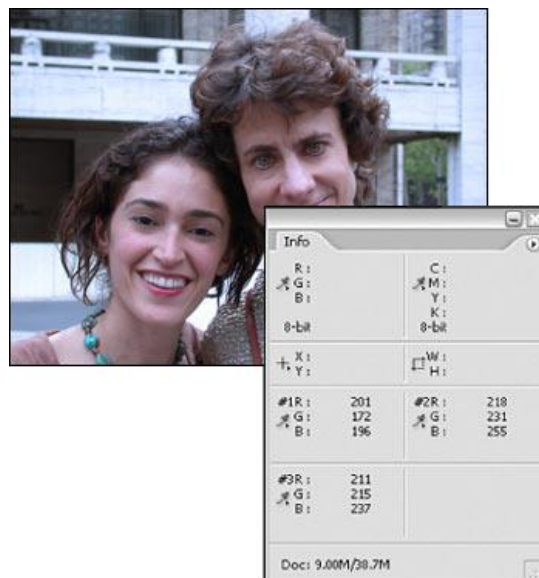 Info
R:
G:
B:
8-bit
C:
M:
Y:
K:
8-bit
X:
Y:
W:
H:
#1R: 201
G: 172
B: 196
#2R: 218
G: 231
B: 255
#3R: 211
G: 215
B: 237
Doc: 9.00M/38.7M